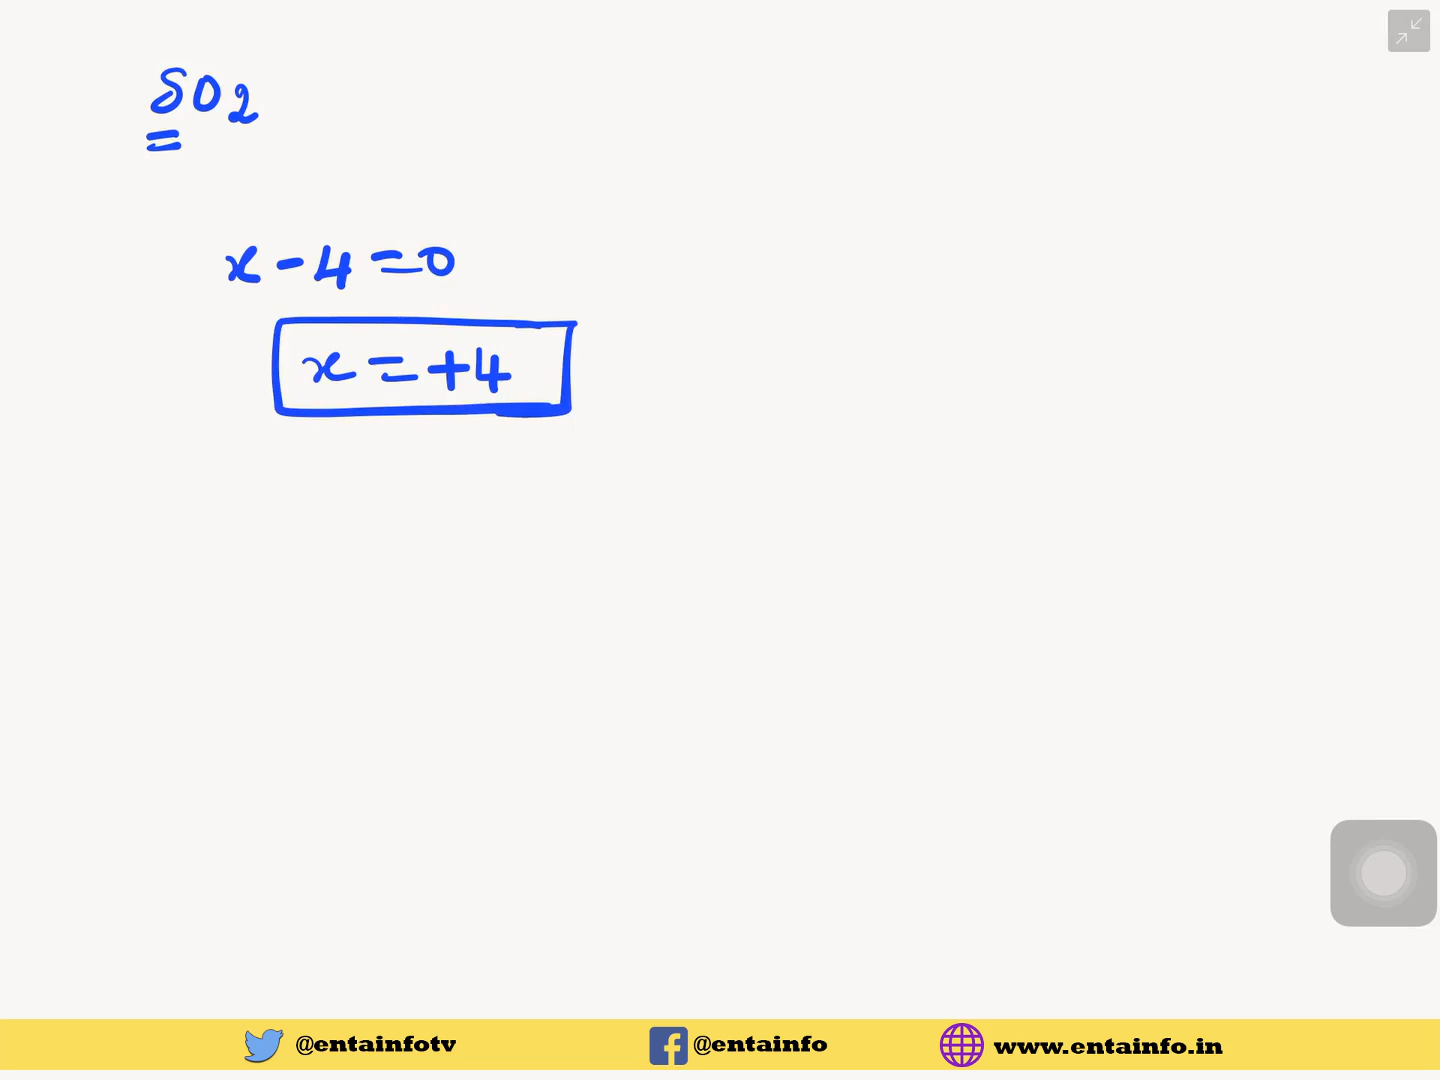 SO2
x - 4 = 0
x = +4
@entainfotv @entainfo www.entainfo.in